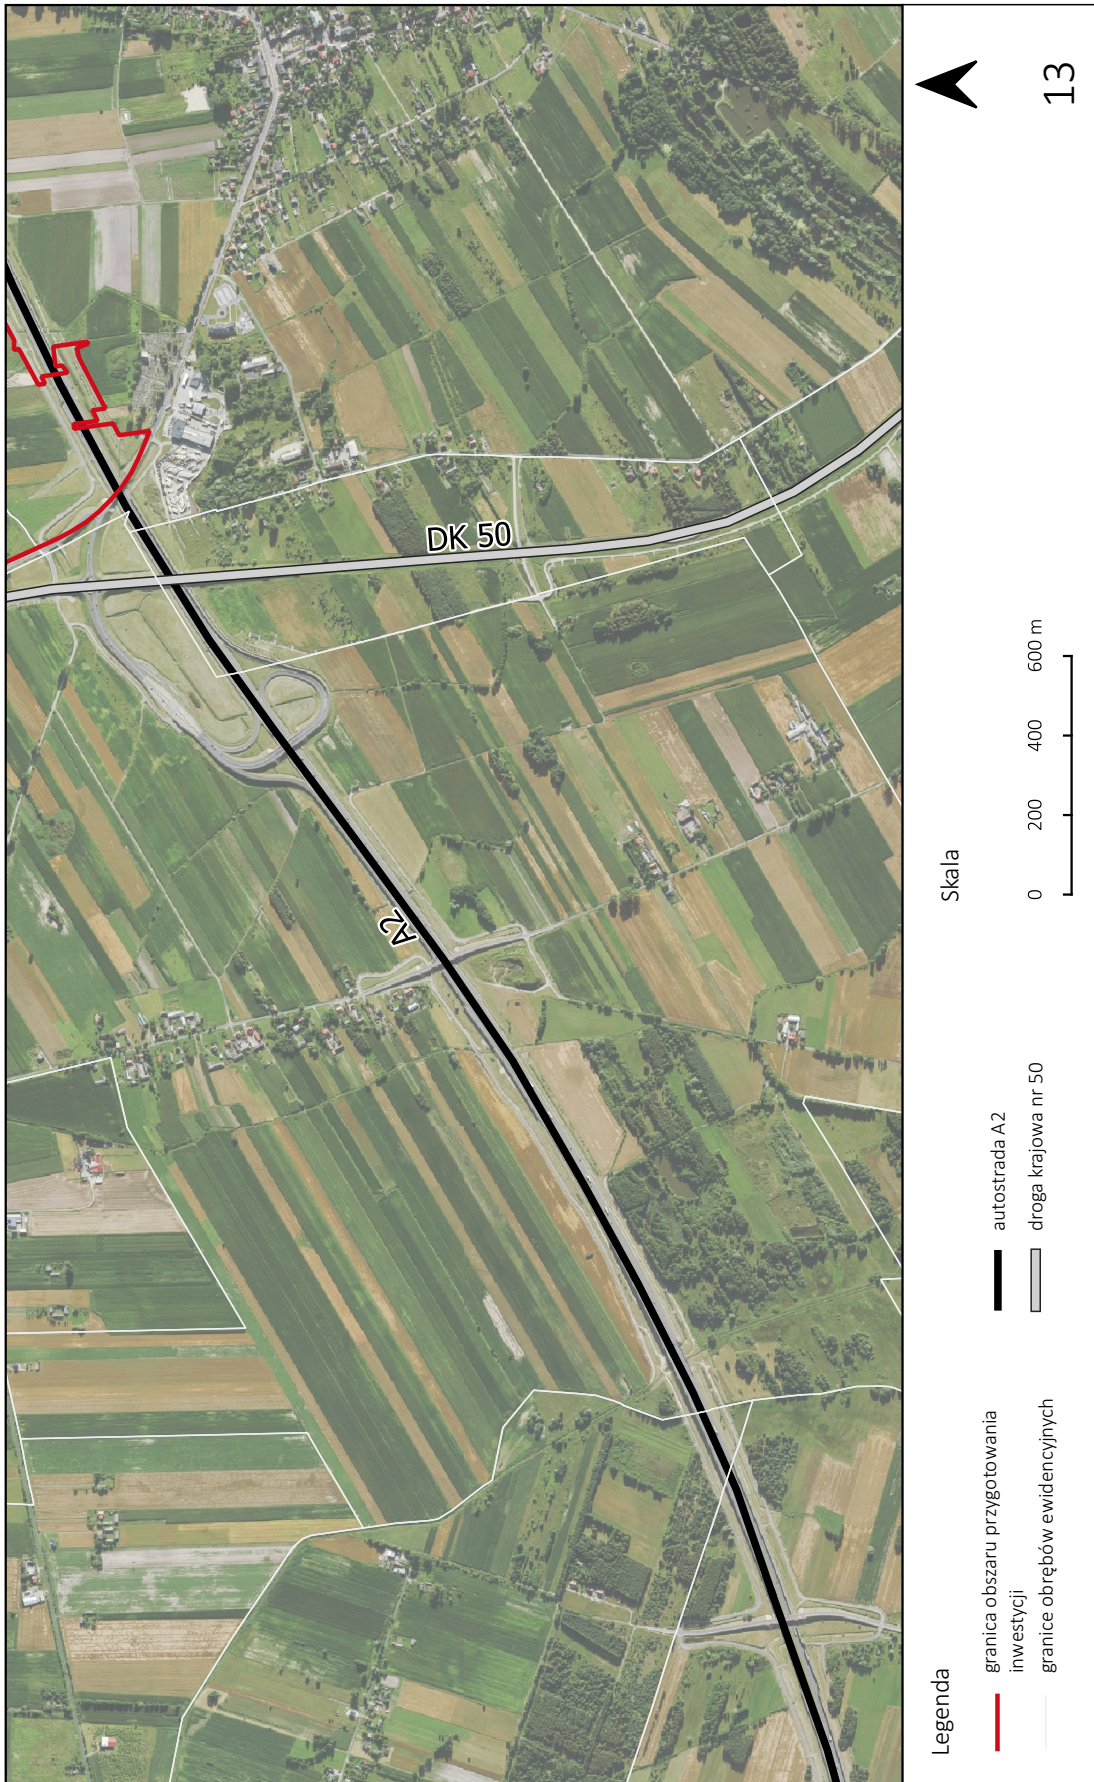 DK 50
A2
Legenda
granica obszaru przygotowania
inwestycji
granice obrębów ewidencyjnych
autostrada A2
droga krajowa nr 50
Skala
0 200 400 600 m
13